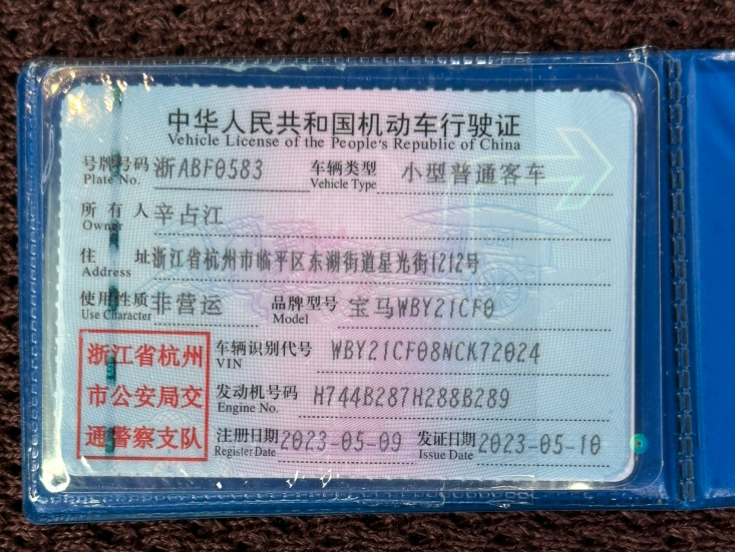 中华人民共和国机动车行驶证
Vehicle License of the People's Republic of China
号牌号码 浙ABF0583 车辆类型 小型普通客车
Plate No. Vehicle Type
所有人 辛占江
Owner
住址 浙江省杭州市临平区东湖街道星光街1212号
Address
使用性质 非营运 品牌型号 宝马WBY21CF0
Use Character Model
浙江省杭州 车辆识别代号 WBY21CF08NCK72024
VIN
市公安局交 发动机号码 H744B287H288B289
Engine No.
通警察支队 注册日期 2023-05-09 发证日期 2023-05-10
Register Date Issue Date